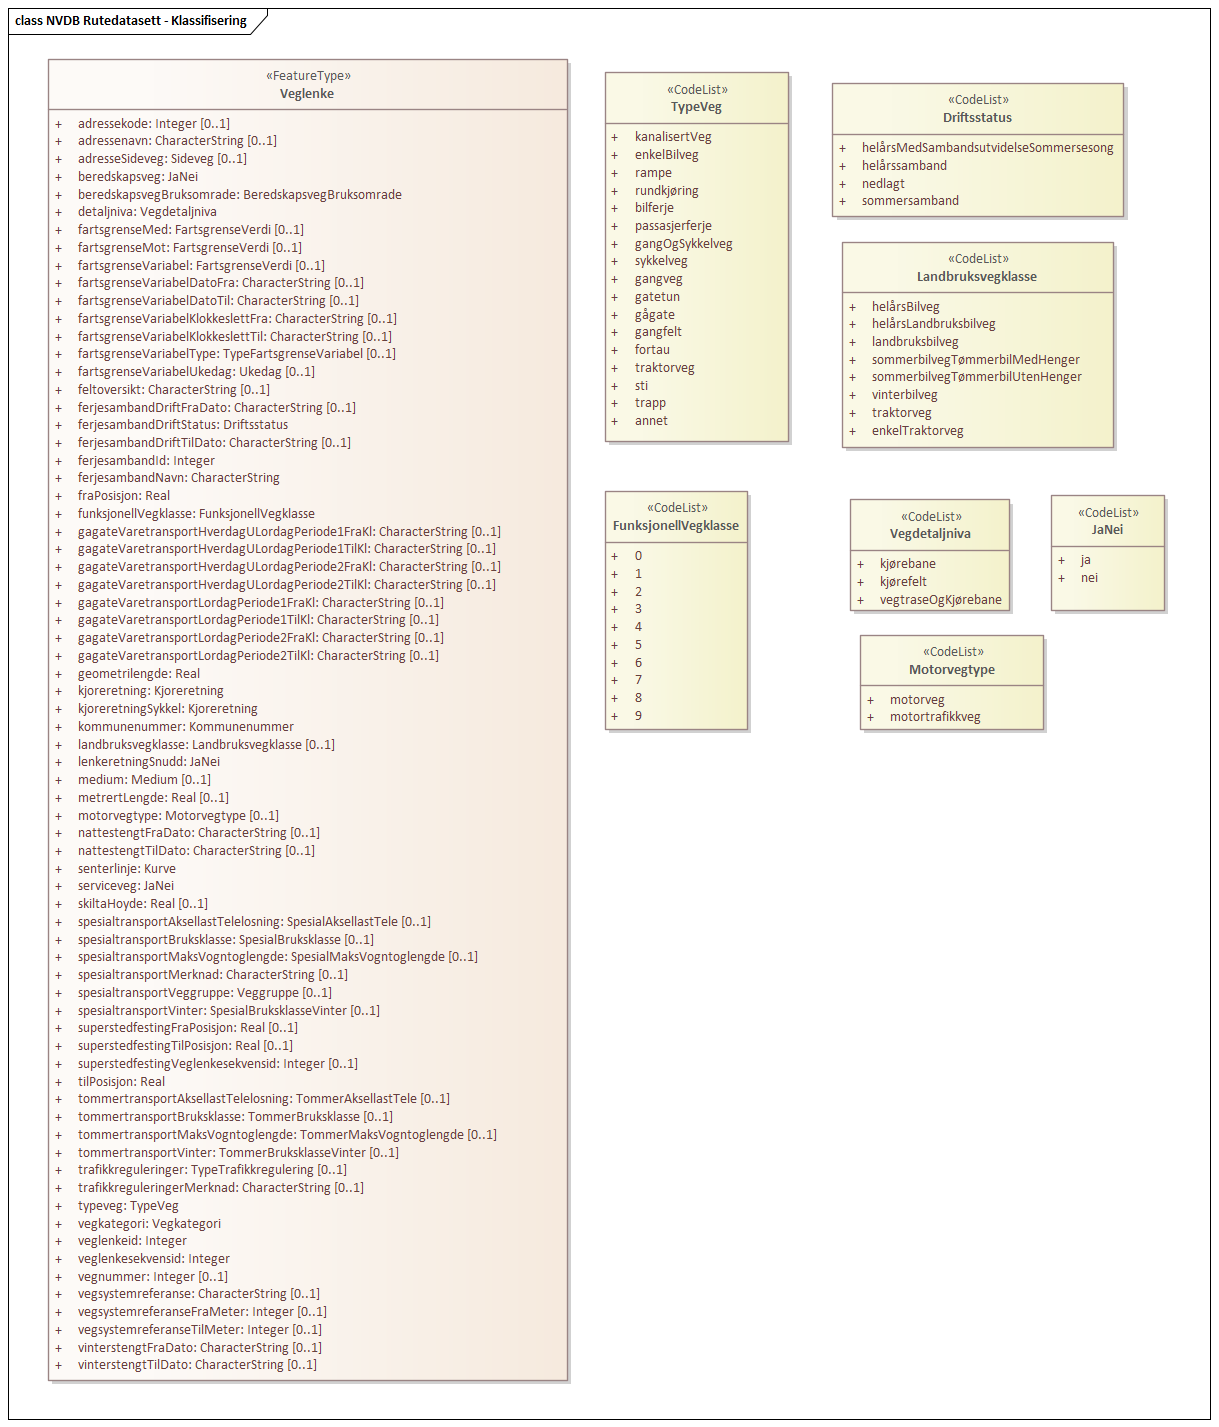 class NVDB Rutedatasett - Klassifisering
«FeatureType»
Veglenke
+ adressekode: Integer [0..1]
+ adressenavn: CharacterString [0..1]
+ adresseSideveg: Sideveg [0..1]
+ beredskapsveg: JaNei
+ beredskapsvegBruksomrade: BeredskapsvegBruksomrade
+ detaljniva: Vegdetaljniva
+ fartsgrenseMed: FartsgrenseVerdi [0..1]
+ fartsgrenseMot: FartsgrenseVerdi [0..1]
+ fartsgrenseVariabel: FartsgrenseVerdi [0..1]
+ fartsgrenseVariabelDatoFra: CharacterString [0..1]
+ fartsgrenseVariabelDatoTil: CharacterString [0..1]
+ fartsgrenseVariabelKlokkeslettFra: CharacterString [0..1]
+ fartsgrenseVariabelKlokkeslettTil: CharacterString [0..1]
+ fartsgrenseVariabelType: TypeFartsgrenseVariabel [0..1]
+ fartsgrenseVariabelUkedag: Ukedag [0..1]
+ feltoversikt: CharacterString [0..1]
+ ferjesambandDriftFraDato: CharacterString [0..1]
+ ferjesambandDriftStatus: Driftsstatus
+ ferjesambandDriftTilDato: CharacterString [0..1]
+ ferjesambandId: Integer
+ ferjesambandNavn: CharacterString
+ fraPosisjon: Real
+ funksjonellVegklasse: FunksjonellVegklasse
+ gagateVaretransportHverdagULordagPeriode1FraKl: CharacterString [0..1]
+ gagateVaretransportHverdagULordagPeriode1TilKl: CharacterString [0..1]
+ gagateVaretransportHverdagULordagPeriode2FraKl: CharacterString [0..1]
+ gagateVaretransportHverdagULordagPeriode2TilKl: CharacterString [0..1]
+ gagateVaretransportLordagPeriode1FraKl: CharacterString [0..1]
+ gagateVaretransportLordagPeriode1TilKl: CharacterString [0..1]
+ gagateVaretransportLordagPeriode2FraKl: CharacterString [0..1]
+ gagateVaretransportLordagPeriode2TilKl: CharacterString [0..1]
+ geometrilengde: Real
+ kjoreretning: Kjoreretning
+ kjoreretningSykkel: Kjoreretning
+ kommunenummer: Kommunenummer
+ landbruksvegklasse: Landbruksvegklasse [0..1]
+ lenkeretningSnudd: JaNei
+ medium: Medium [0..1]
+ metrertLengde: Real [0..1]
+ motorvegtype: Motorvegtype [0..1]
+ nattestengtFraDato: CharacterString [0..1]
+ nattestengtTilDato: CharacterString [0..1]
+ senterlinje: Kurve
+ serviceveg: JaNei
+ skiltaHoyde: Real [0..1]
+ spesialtransportAksellastTelelosning: SpesialAksellastTele [0..1]
+ spesialtransportBruksklasse: SpesialBruksklasse [0..1]
+ spesialtransportMaksVogntoglengde: SpesialMaksVogntoglengde [0..1]
+ spesialtransportMerknad: CharacterString [0..1]
+ spesialtransportVeggruppe: Veggruppe [0..1]
+ spesialtransportVinter: SpesialBruksklasseVinter [0..1]
+ superstedfestingFraPosisjon: Real [0..1]
+ superstedfestingTilPosisjon: Real [0..1]
+ superstedfestingVeglenkesekvensid: Integer [0..1]
+ tilPosisjon: Real
+ tommertransportAksellastTelelosning: TommerAksellastTele [0..1]
+ tommertransportBruksklasse: TommerBruksklasse [0..1]
+ tommertransportMaksVogntoglengde: TommerMaksVogntoglengde [0..1]
+ tommertransportVinter: TommerBruksklasseVinter [0..1]
+ trafikkreguleringer: TypeTrafikkregulering [0..1]
+ trafikkreguleringerMerknad: CharacterString [0..1]
+ typeveg: TypeVeg
+ vegkategori: Vegkategori
+ veglenkeid: Integer
+ veglenkesekvensid: Integer
+ vegnummer: Integer [0..1]
+ vegsystemreferanse: CharacterString [0..1]
+ vegsystemreferanseFraMeter: Integer [0..1]
+ vegsystemreferanseTilMeter: Integer [0..1]
+ vinterstengtFraDato: CharacterString [0..1]
+ vinterstengtTilDato: CharacterString [0..1]
«CodeList»
TypeVeg
+ kanalisertVeg
+ enkelBilveg
+ rampe
+ rundkjøring
+ bilferje
+ passasjerferje
+ gangOgSykkelveg
+ sykkelveg
+ gangveg
+ gatetun
+ gågate
+ gangfelt
+ fortau
+ traktorveg
+ sti
+ trapp
+ annet
«CodeList»
Driftsstatus
+ helårsMedSambandsutvidelseSommersesong
+ helårssamband
+ nedlagt
+ sommersamband
«CodeList»
Landbruksvegklasse
+ helårsBilveg
+ helårsLandbruksbilveg
+ landbruksbilveg
+ sommerbilvegTømmerbilMedHenger
+ sommerbilvegTømmerbilUtenHenger
+ vinterbilveg
+ traktorveg
+ enkelTraktorveg
«CodeList»
FunksjonellVegklasse
+ 0
+ 1
+ 2
+ 3
+ 4
+ 5
+ 6
+ 7
+ 8
+ 9
«CodeList»
Vegdetaljniva
+ kjørebane
+ kjørefelt
+ vegtraseOgKjørebane
«CodeList»
JaNei
+ ja
+ nei
«CodeList»
Motorvegtype
+ motorveg
+ motortrafikkveg